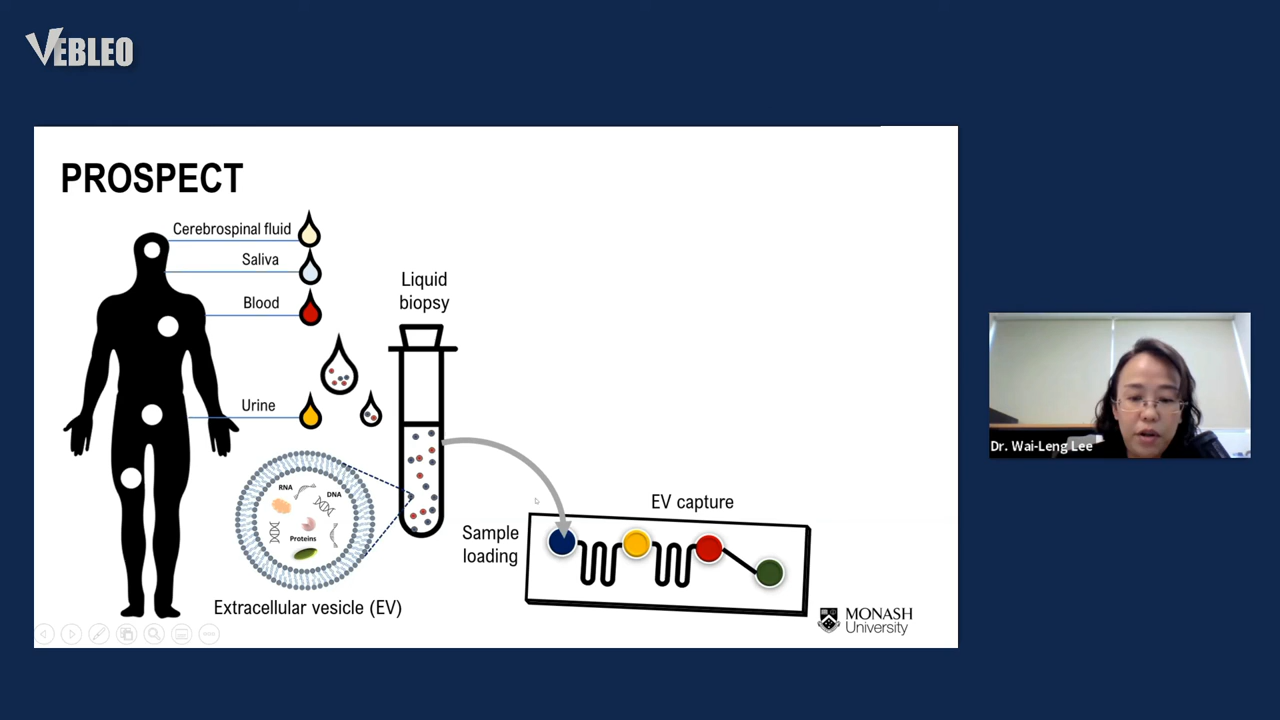 VEBLEO
PROSPECT
Cerebrospinal fluid
Saliva
Blood
Urine
Liquid
biopsy
RNA
DNA
Proteins
Extracellular vesicle (EV)
Sample
loading
EV capture
MONASH
University
Dr. Wai-Leng Lee